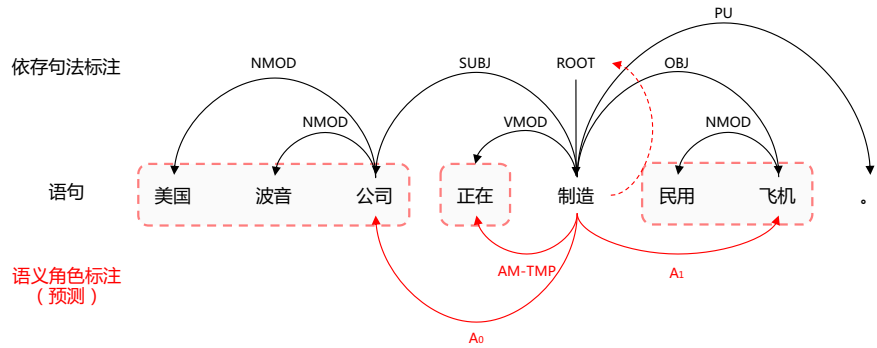 PU
依存句法标注 NMOD SUBJ ROOT OBJ
NMOD VMOD NMOD
语句 美国 波音 公司 正在 制造 民用 飞机 。
语义角色标注
（预测）
AM-TMP A1
A0